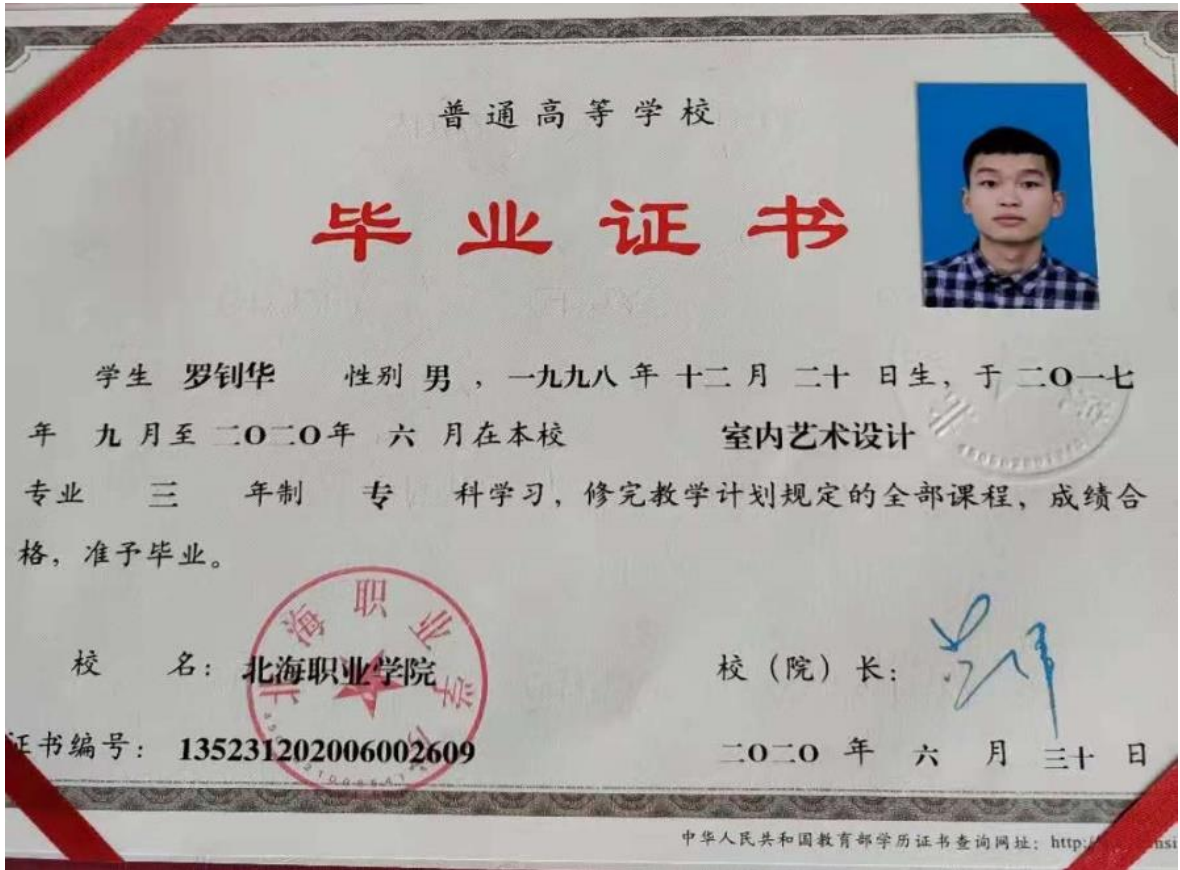 普通高等学校
毕业证书
学生 罗钊华 性别 男 ，一九九八 年 十二 月 二十 日生，于 二O一七
年 九 月至 二O二O年 六 月在本校 室内艺术设计
专业 三 年制 专 科学习，修完教学计划规定的全部课程，成绩合
格，准予毕业。
北海职业学院
校 名：北海职业学院 校（院）长：
证书编号：135231202006002609 二O二O 年 六 月 三十 日
中华人民共和国教育部学历证书查询网址：http:/